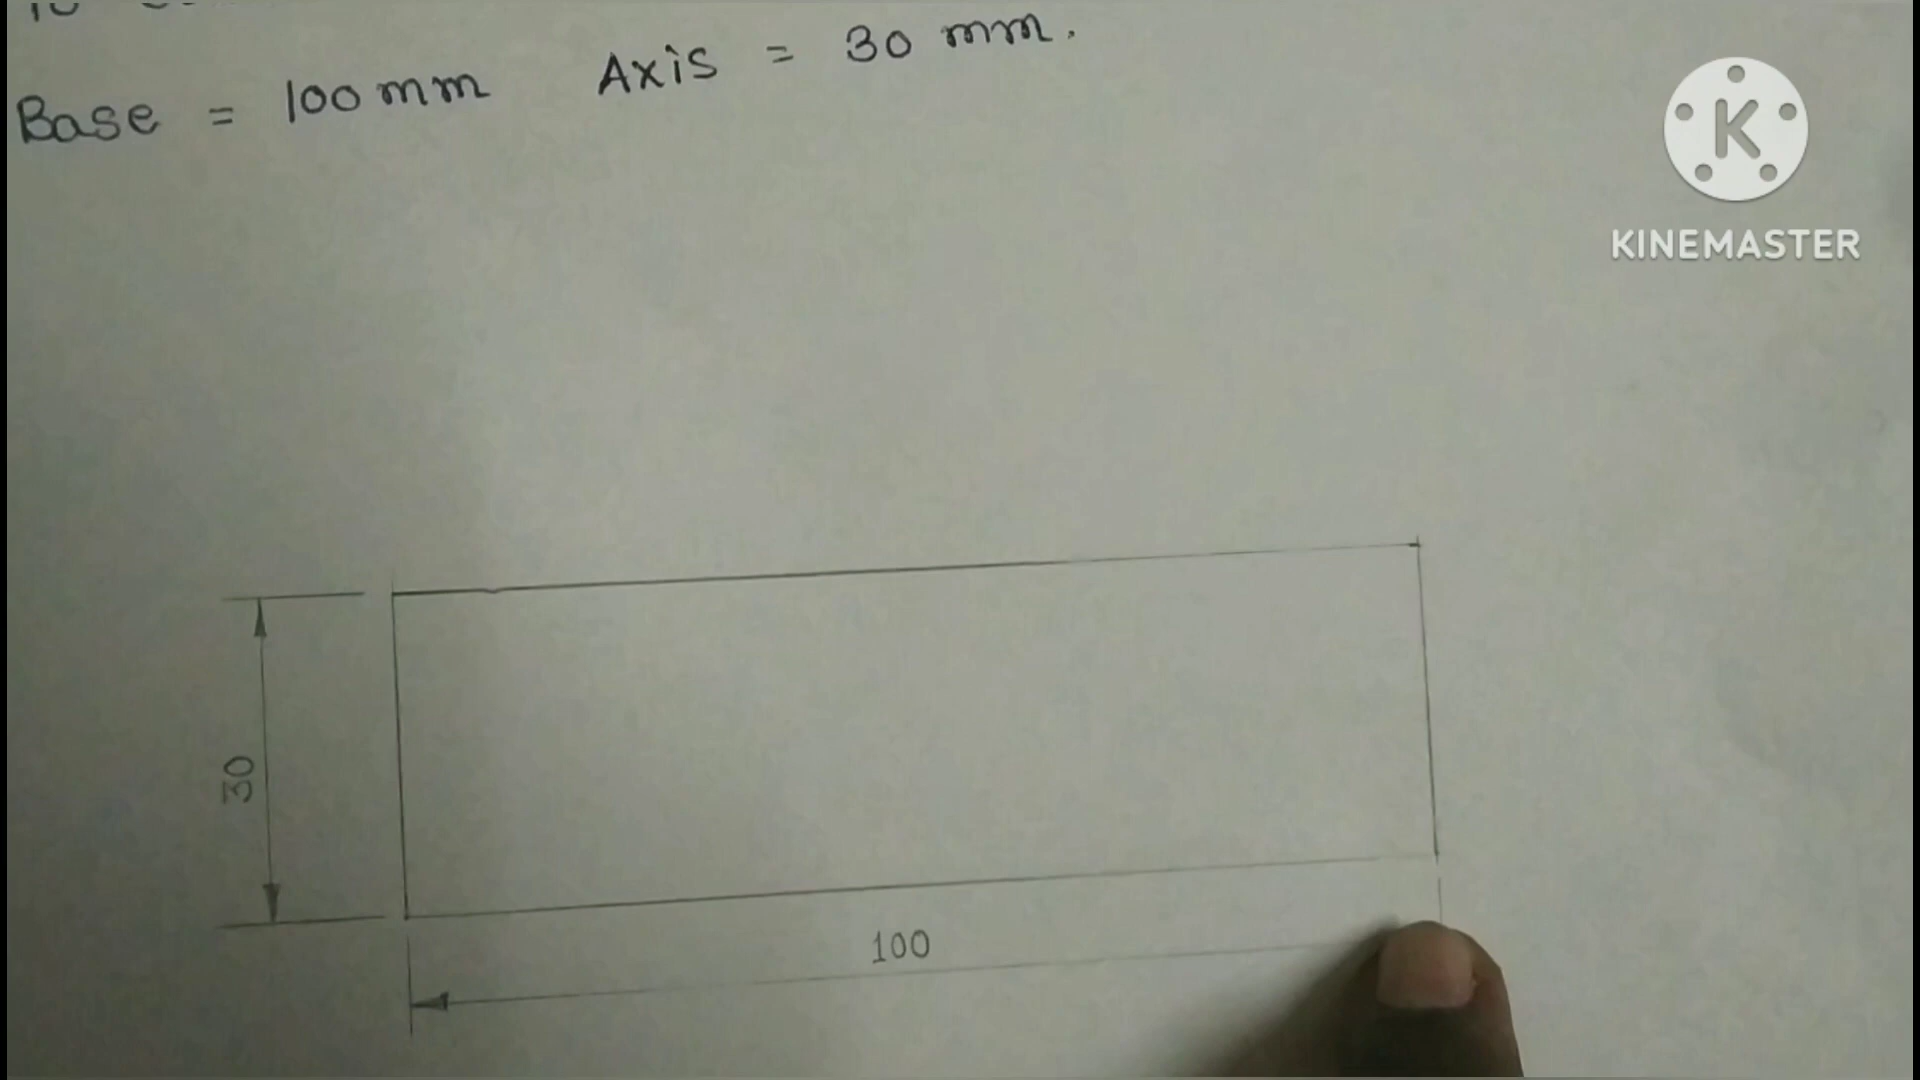 Base = 100 mm Axis = 30 mm.
K
KINEMASTER
30
100